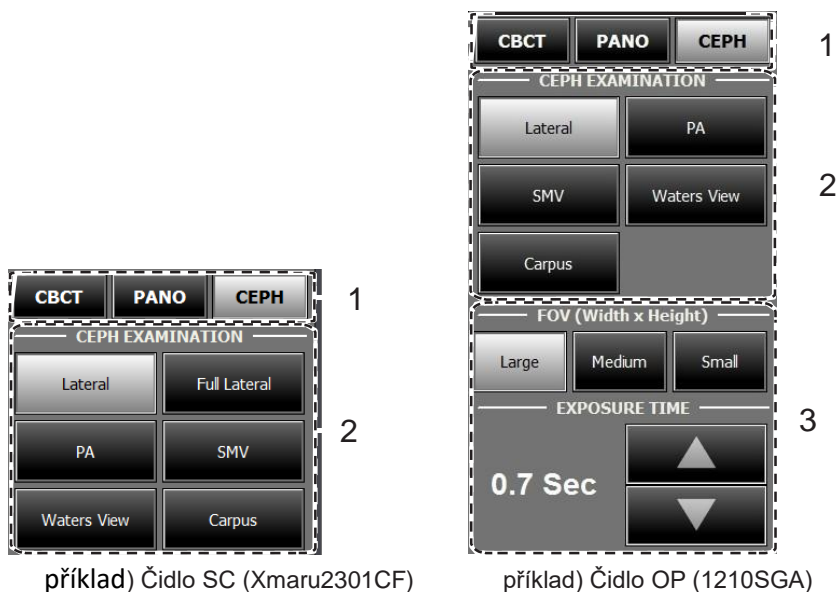 CBCT PANO CEPH 1
CEPH EXAMINATION
Lateral Full Lateral
PA SMV 2
Waters View Carpus
příklad) Čidlo SC (Xmaru2301CF)
CBCT PANO CEPH 1
CEPH EXAMINATION
Lateral PA
SMV Waters View 2
Carpus
FOV (Width x Height)
Large Medium Small
EXPOSURE TIME 3
0.7 Sec
příklad) Čidlo OP (1210SGA)